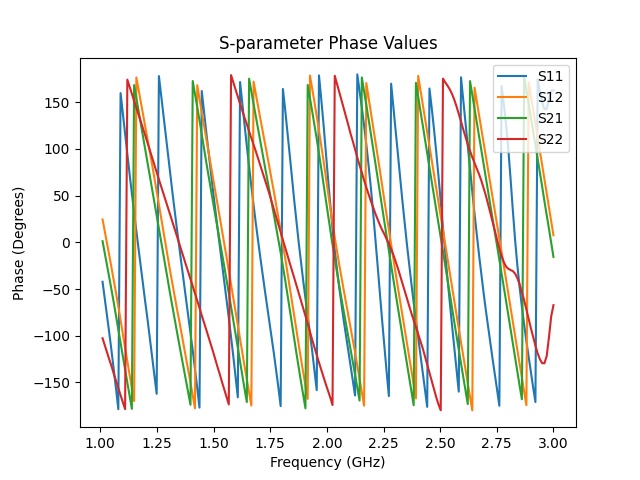 S-parameter Phase Values
S11
S12
S21
S22
Phase (Degrees)
150
100
50
0
−50
−100
−150
1.00
1.25
1.50
1.75
2.00
2.25
2.50
2.75
3.00
Frequency (GHz)